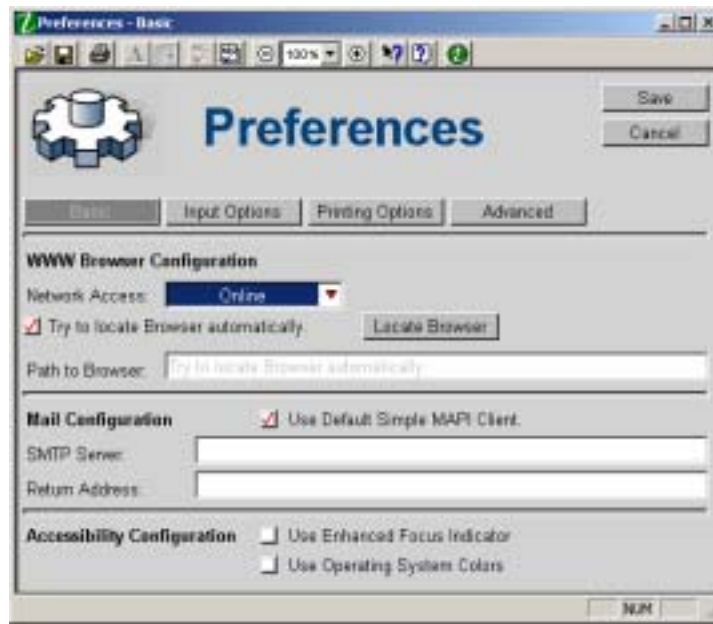 Preferences - Basic
100%
Preferences
Save
Cancel
Basic
Input Options
Printing Options
Advanced
WWW Browser Configuration
Network Access: Online
Try to locate Browser automatically.
Locate Browser
Path to Browser: Try to locate Browser automatically.
Mail Configuration
Use Default Simple MAPI Client.
SMTP Server:
Return Address:
Accessibility Configuration
Use Enhanced Focus Indicator
Use Operating System Colors
NUM